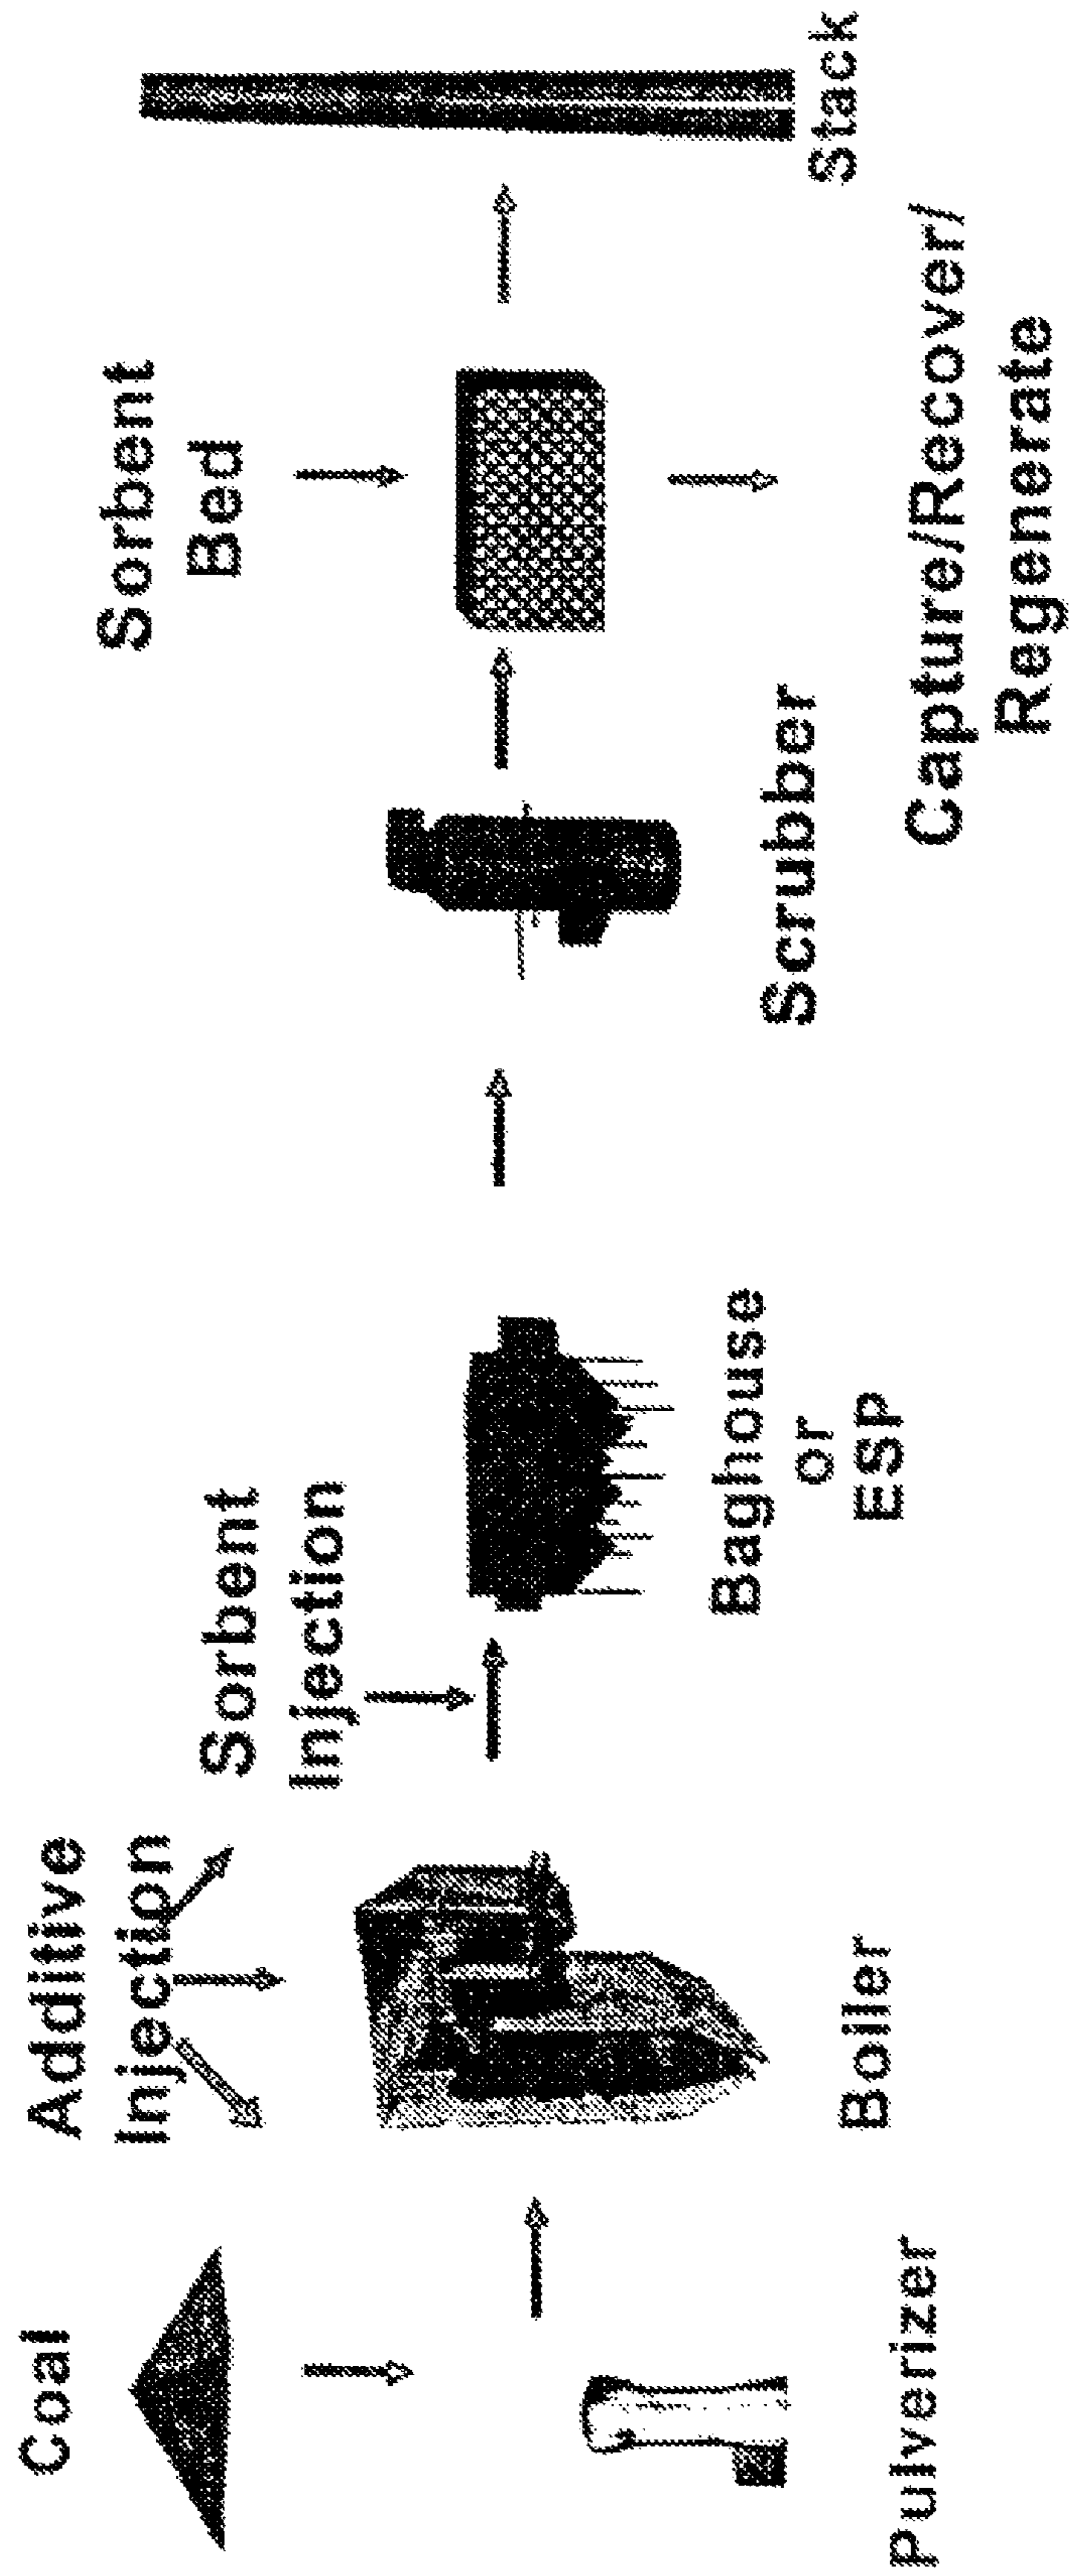 Coal
Additive
Injection
Sorbent
Injection
Sorbent
Bed
Pulverizer
Boiler
Baghouse
or
ESP
Scrubber
Capture/Recover/
Regenerate
Stack